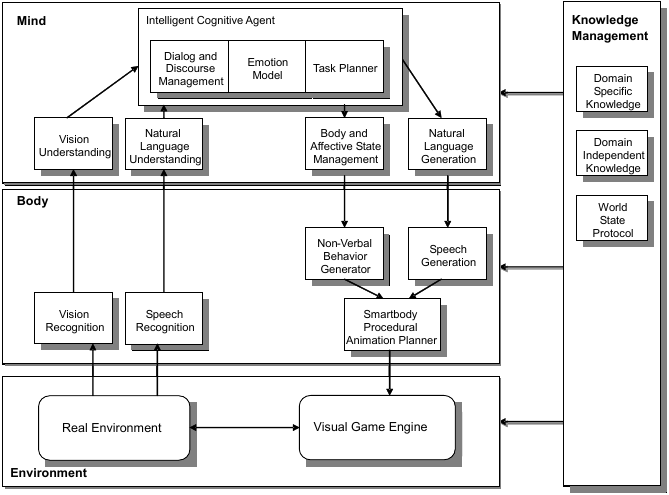 Mind
Intelligent Cognitive Agent
Dialog and
Discourse
Management
Emotion
Model
Task Planner
Vision
Understanding
Natural
Language
Understanding
Body and
Affective State
Management
Natural
Language
Generation
Body
Non-Verbal
Behavior
Generator
Speech
Generation
Vision
Recognition
Speech
Recognition
Smartbody
Procedural
Animation Planner
Real Environment
Visual Game Engine
Environment
Knowledge
Management
Domain
Specific
Knowledge
Domain
Independent
Knowledge
World
State
Protocol